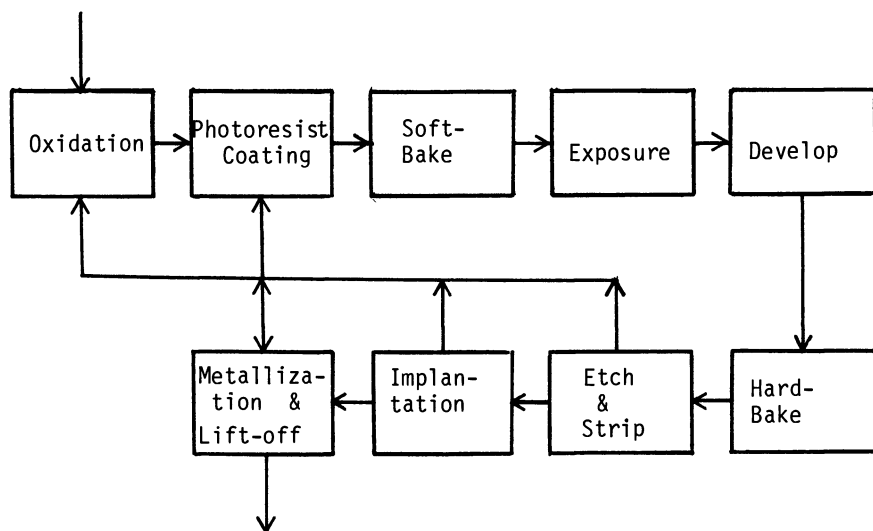 Oxidation
Photoresist
Coating
Soft-
Bake
Exposure
Develop
Metalliza-
tion &
Lift-off
Implan-
tation
Etch
&
Strip
Hard-
Bake